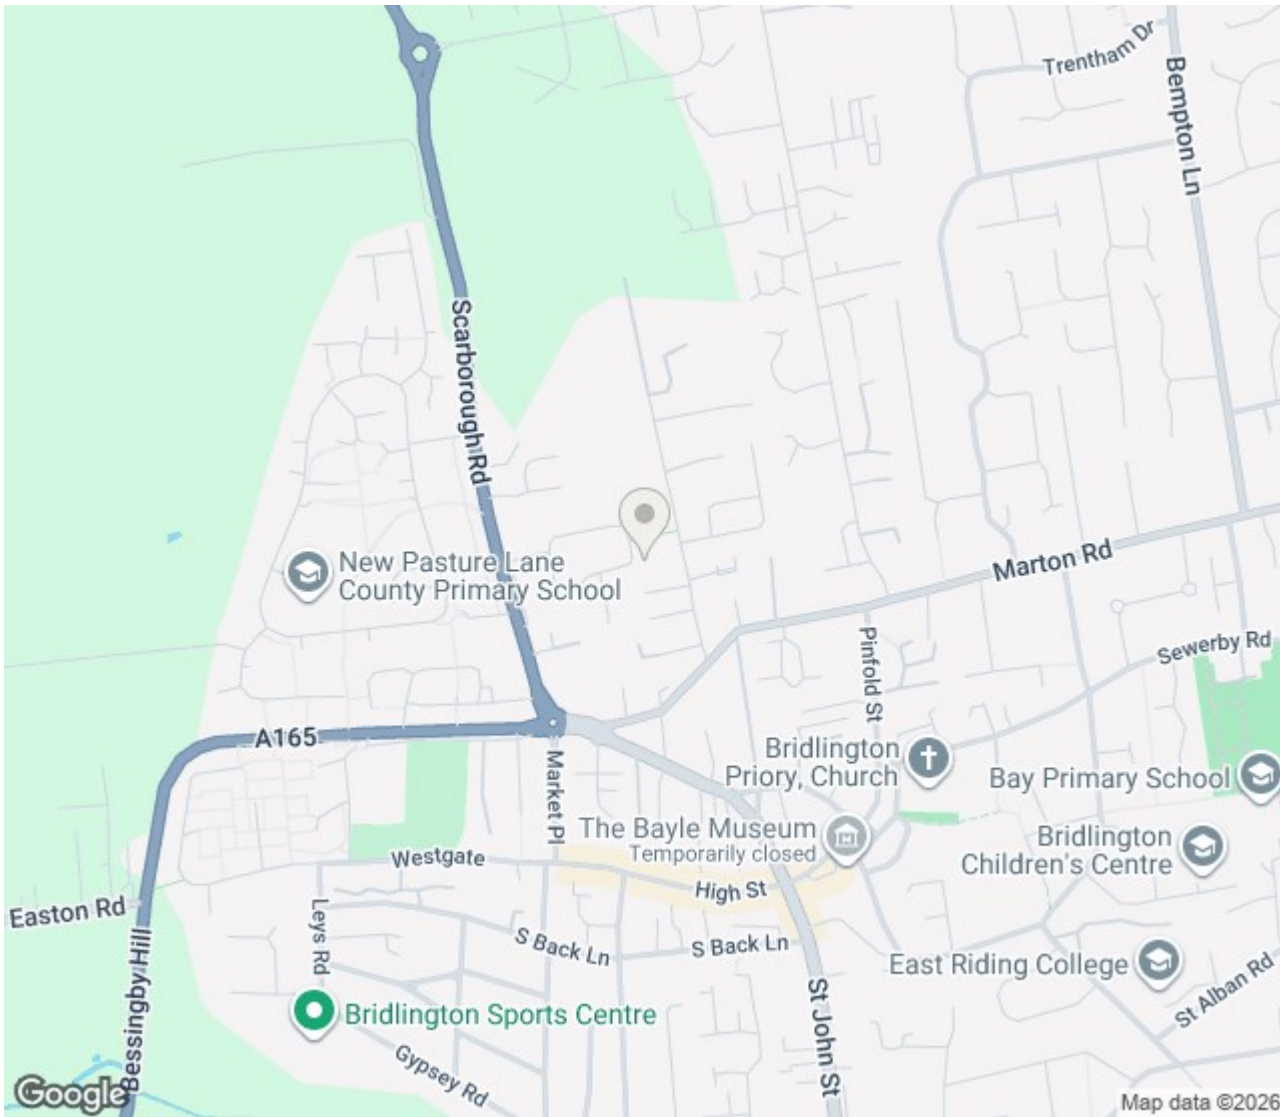 Trentham Dr
Bempton Ln
Scarborough Rd
New Pasture Lane
County Primary School
Marton Rd
Pinfold St
Sewerby Rd
A165
Market Pl
Bridlington
Priory, Church
Bay Primary School
The Bayle Museum
Temporarily closed
Bridlington
Children's Centre
Westgate
High St
Easton Rd
Leys Rd
S Back Ln
S Back Ln
East Riding College
Bessingby Hill
St John St
St Alban Rd
Bridlington Sports Centre
Gypsey Rd
Google
Map data ©2026